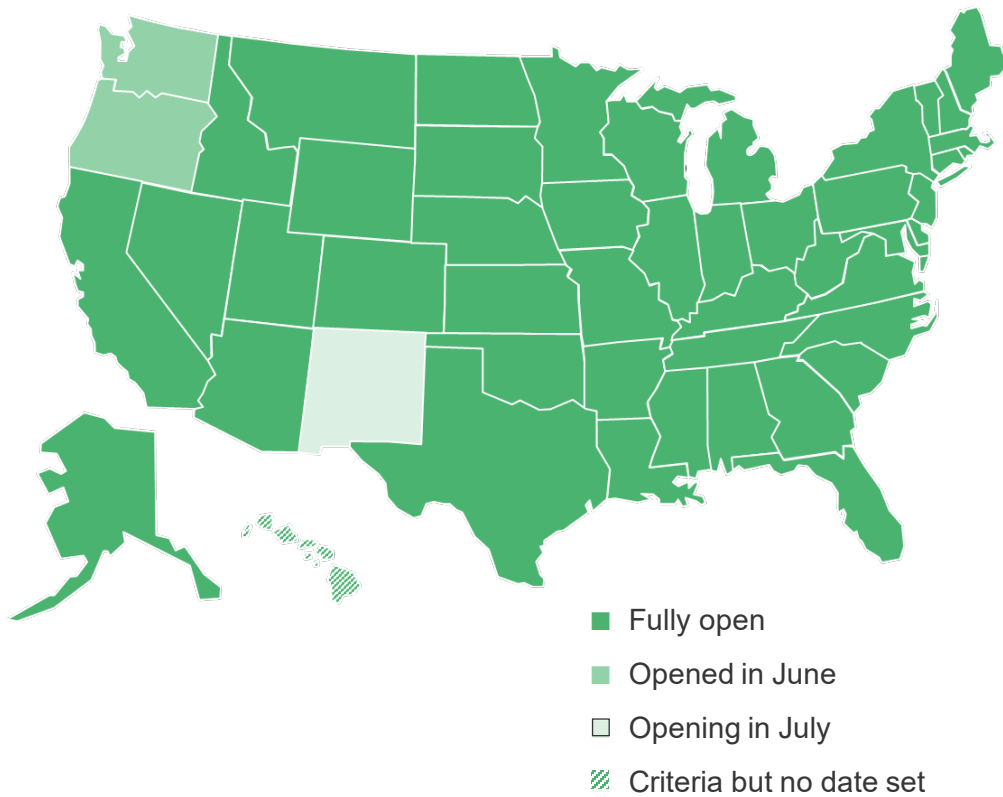 Fully open
Opened in June
Opening in July
Criteria but no date set